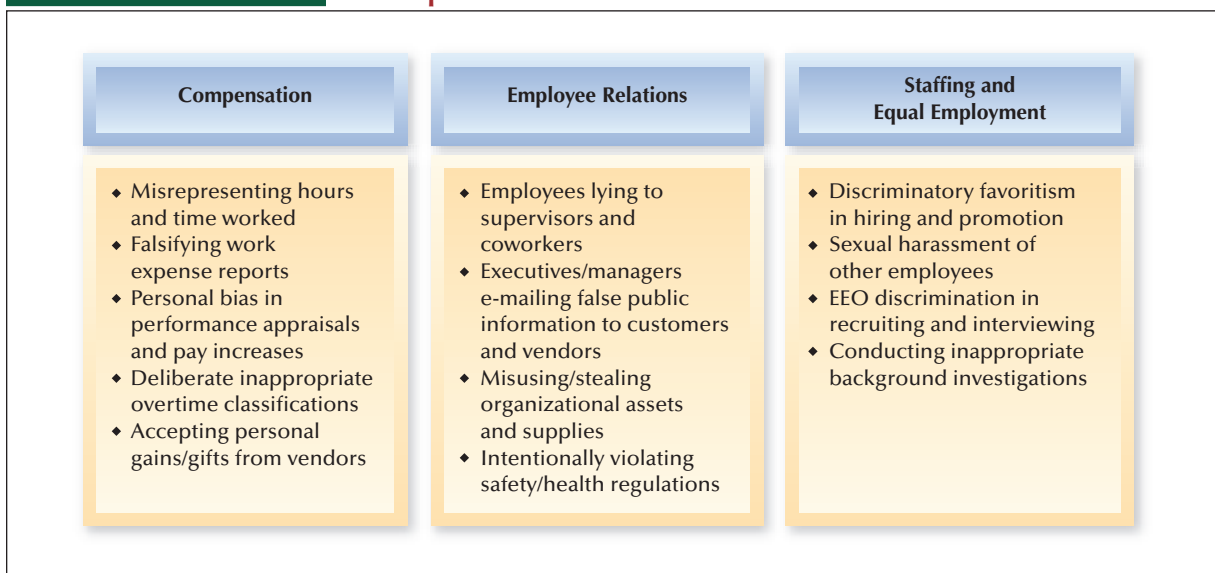 Compensation
◆ Misrepresenting hours
and time worked
◆ Falsifying work
expense reports
◆ Personal bias in
performance appraisals
and pay increases
◆ Deliberate inappropriate
overtime classifications
◆ Accepting personal
gains/gifts from vendors
Employee Relations
◆ Employees lying to
supervisors and
coworkers
◆ Executives/managers
e-mailing false public
information to customers
and vendors
◆ Misusing/stealing
organizational assets
and supplies
◆ Intentionally violating
safety/health regulations
Staffing and
Equal Employment
◆ Discriminatory favoritism
in hiring and promotion
◆ Sexual harassment of
other employees
◆ EEO discrimination in
recruiting and interviewing
◆ Conducting inappropriate
background investigations